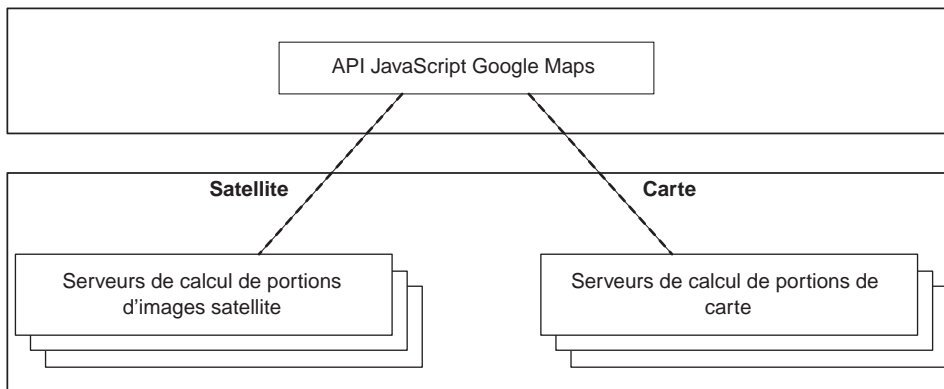 API JavaScript Google Maps
Satellite
Carte
Serveurs de calcul de portions
d'images satellite
Serveurs de calcul de portions de
carte